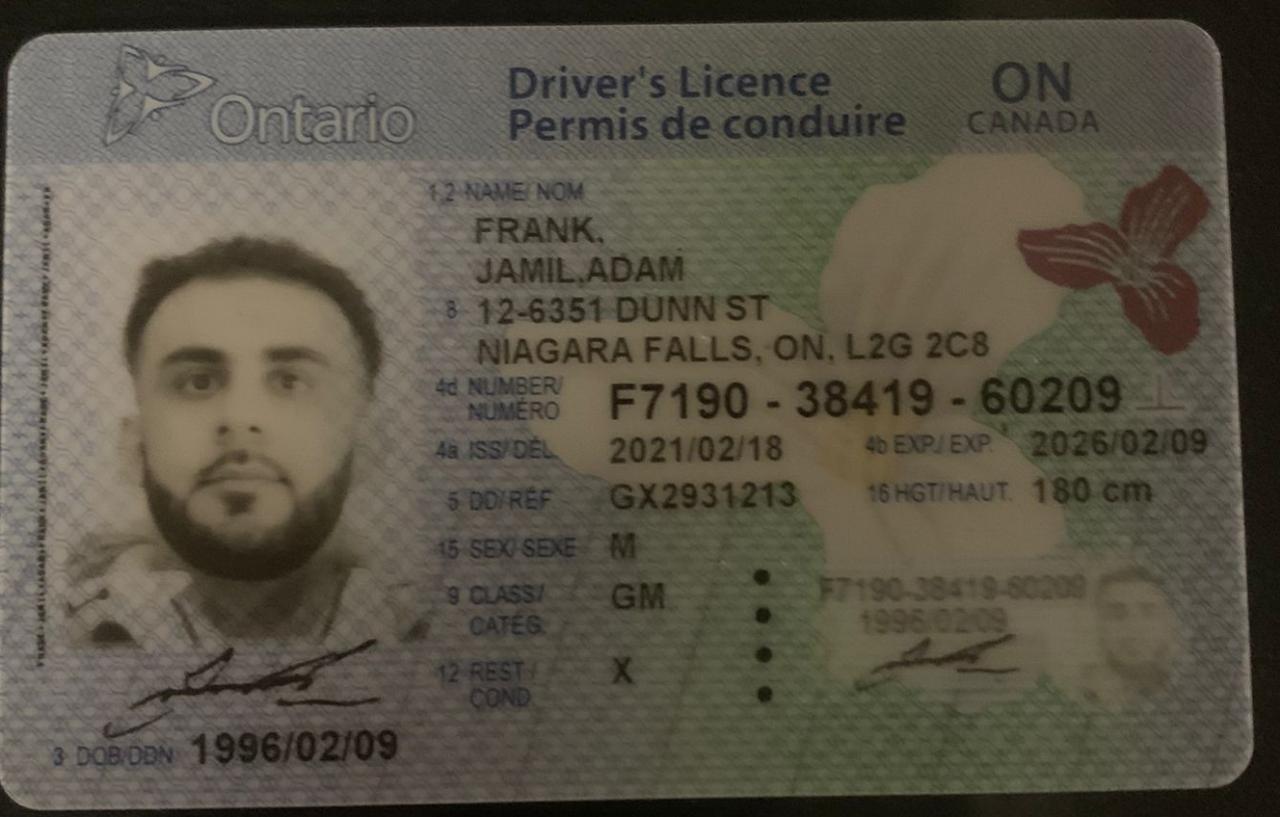 Ontario
Driver's Licence
Permis de conduire
ON
CANADA
1,2 NAME/ NOM
FRANK,
JAMIL,ADAM
8 12-6351 DUNN ST
NIAGARA FALLS, ON, L2G 2C8
4d NUMBER/
NUMÉRO
F7190 - 38419 - 60209
4a ISS/DÉL 2021/02/18 4b EXP./ EXP. 2026/02/09
5 DD/RÉF GX2931213 16 HGT/HAUT. 180 cm
15 SEX/ SEXE M
9 CLASS/
CATÉG. GM
12 REST /
COND X
F7190-38419-60209
1996/02/09
3 DOB/DDN 1996/02/09